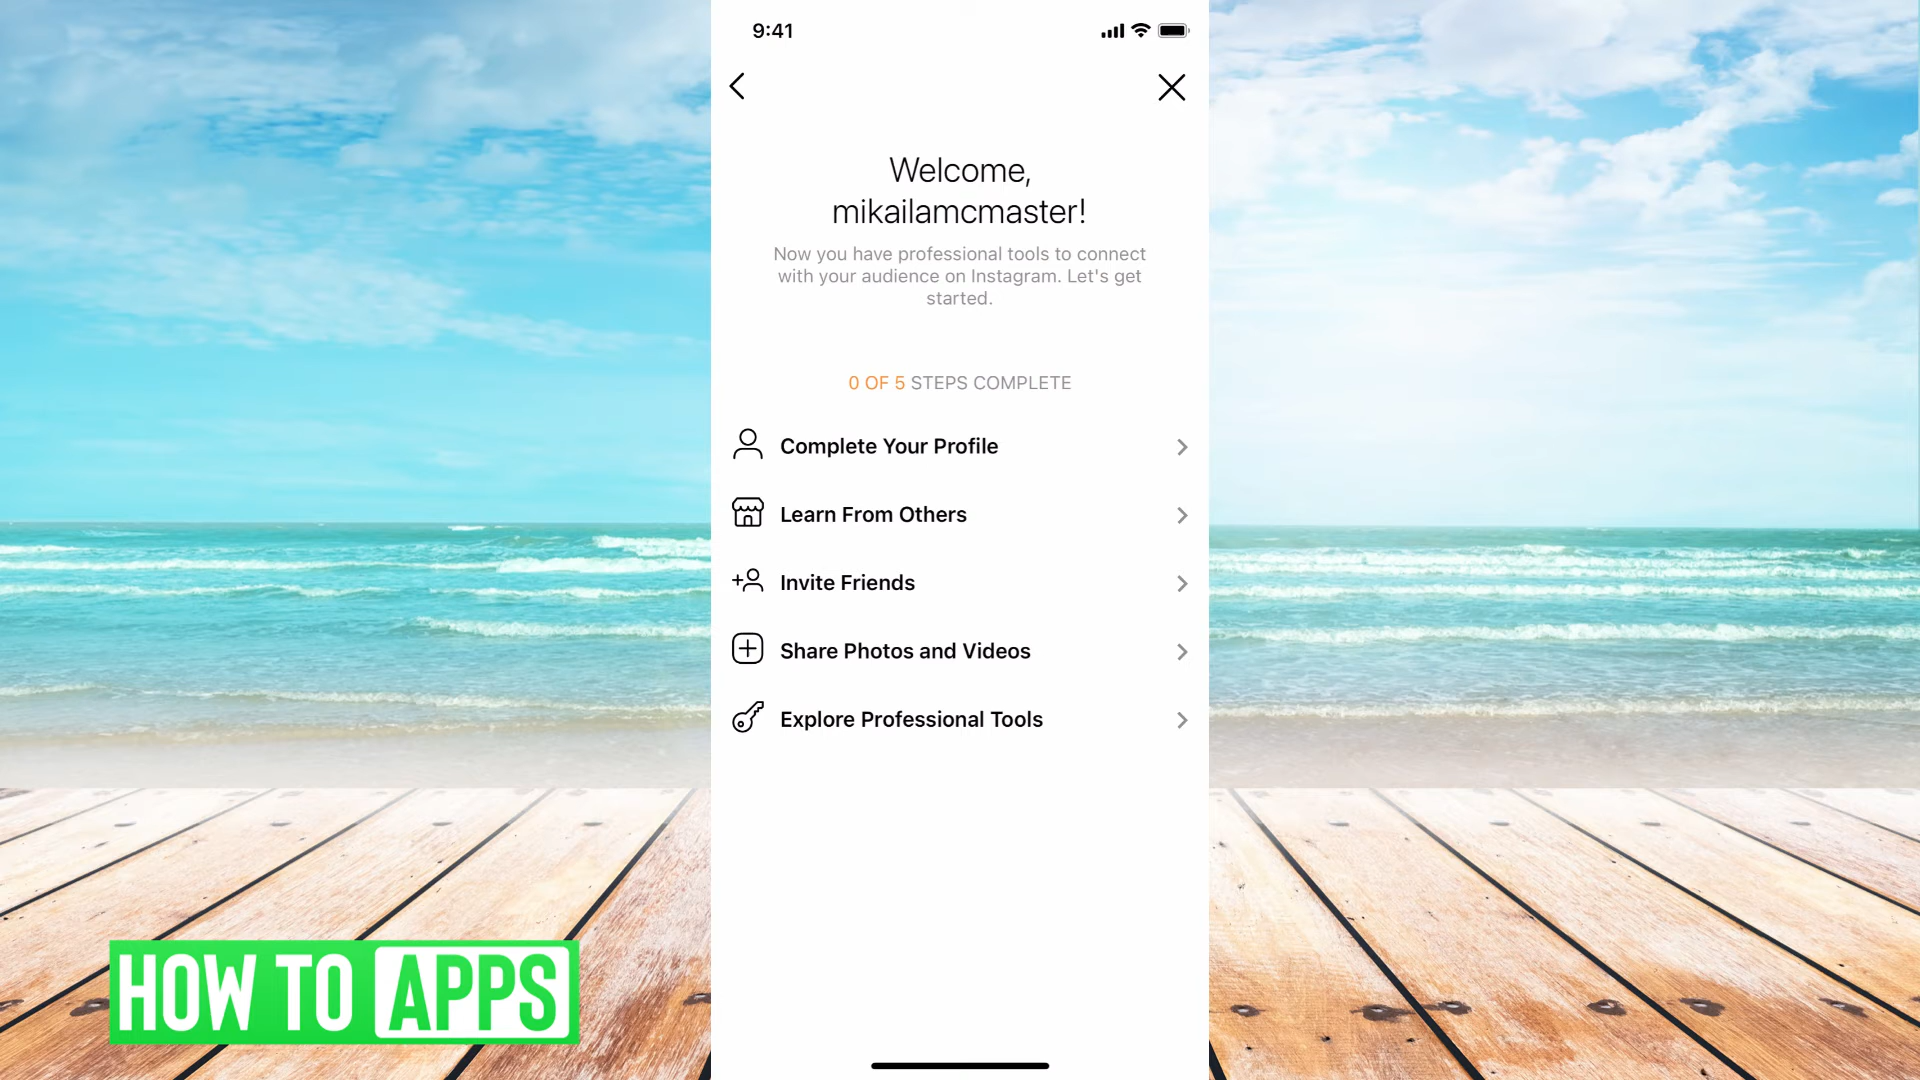 9:41
Welcome,
mikailamcmaster!
Now you have professional tools to connect
with your audience on Instagram. Let's get
started.
0 OF 5 STEPS COMPLETE
Complete Your Profile
Learn From Others
Invite Friends
Share Photos and Videos
Explore Professional Tools
HOW TO APPS